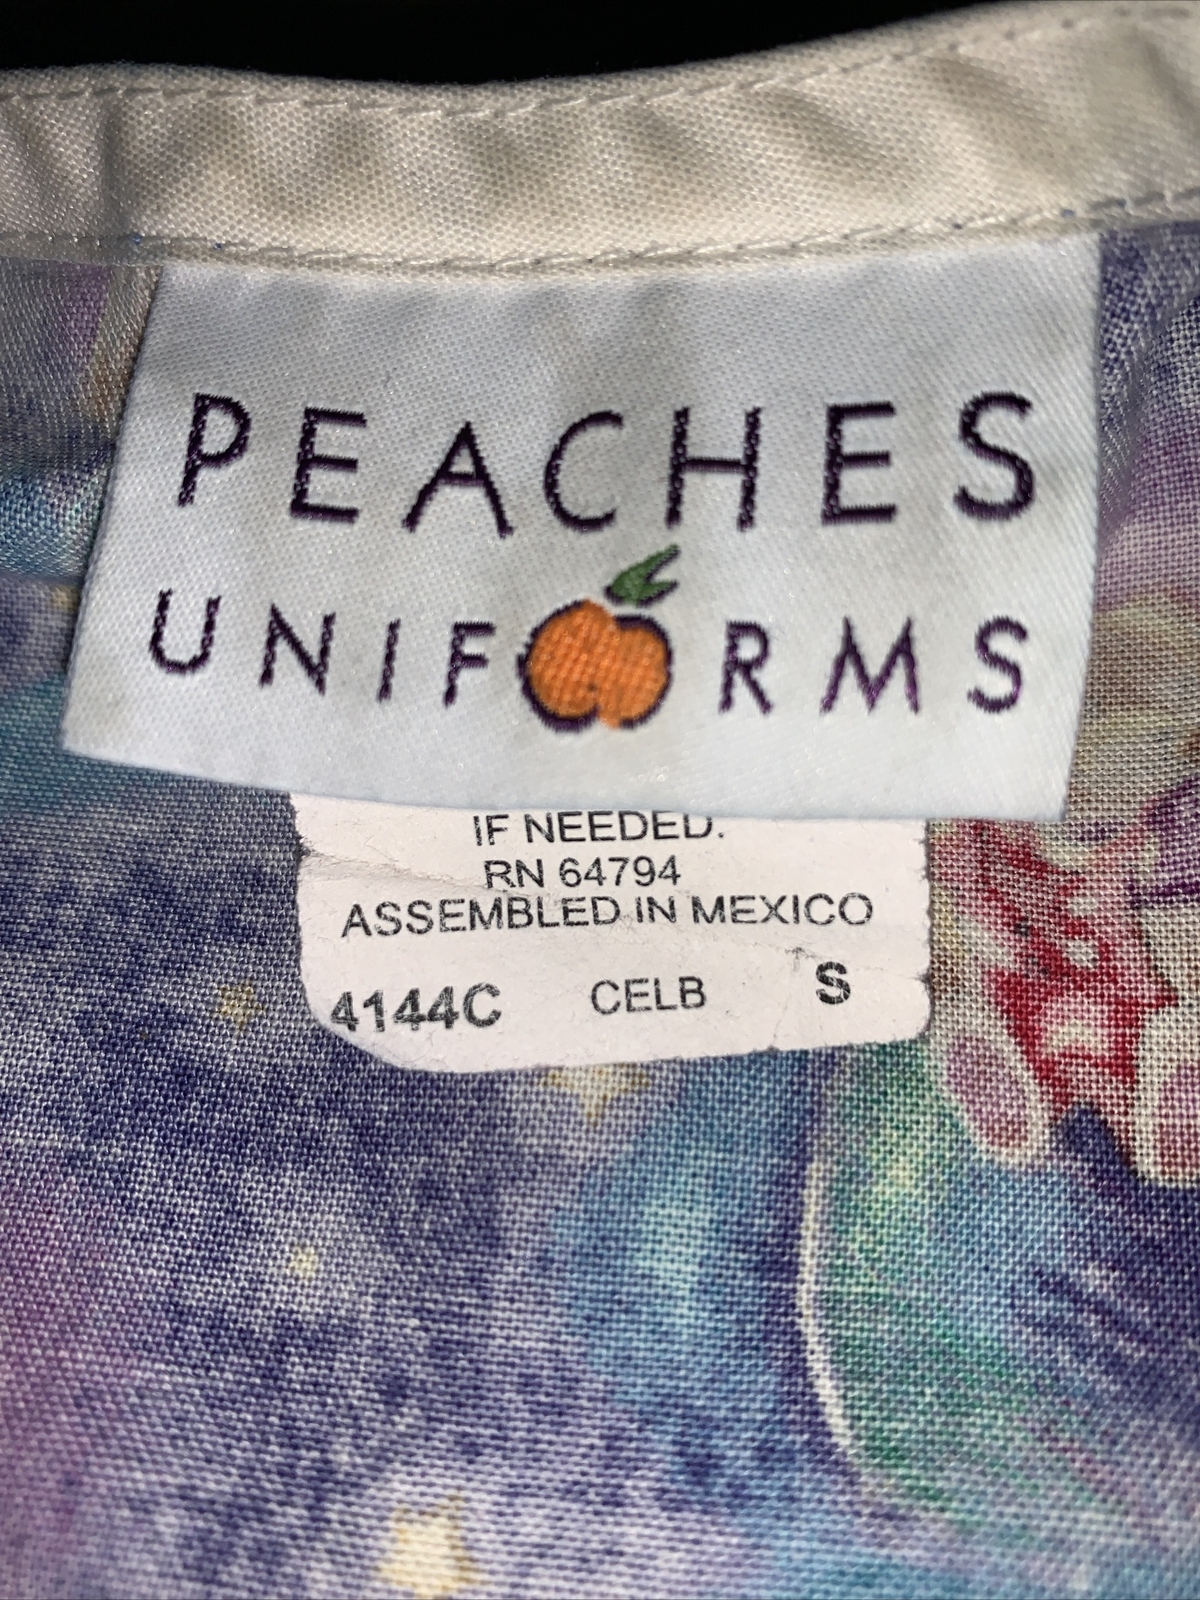 PEACHES
UNIFORMS
IF NEEDED.
RN 64794
ASSEMBLED IN MEXICO
4144C CELB S